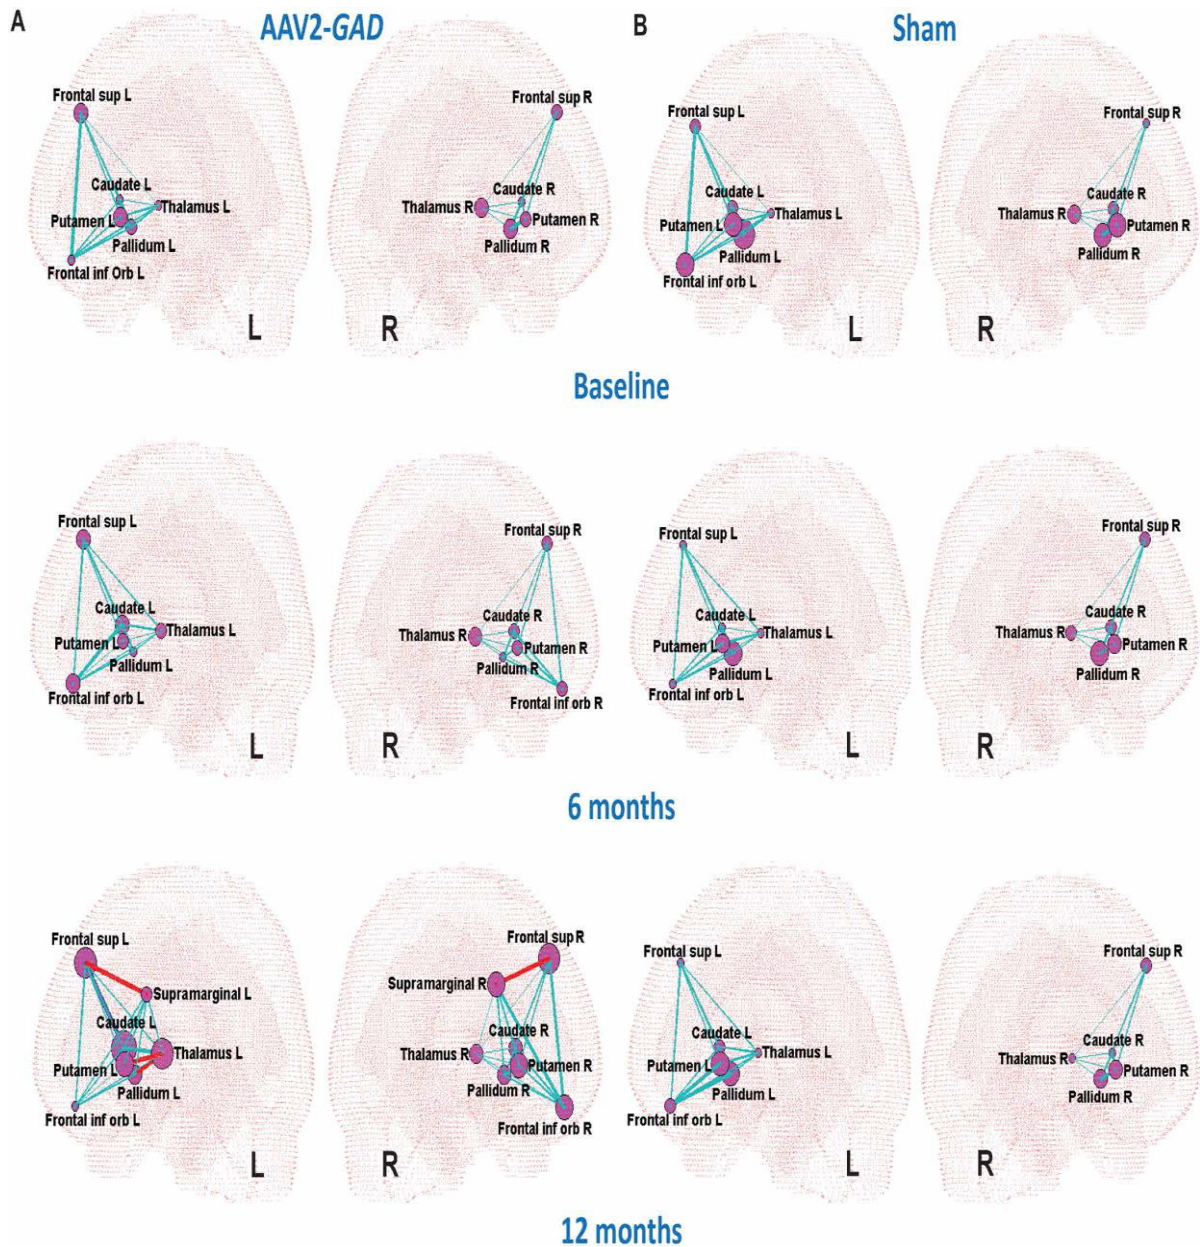 A
AAV2-GAD
B
Sham
Frontal sup L
Caudate L
Putamen L
Thalamus L
Pallidum L
Frontal inf Orb L
L
Frontal sup R
Caudate R
Thalamus R
Putamen R
Pallidum R
R
Frontal sup L
Caudate L
Putamen L
Thalamus L
Pallidum L
Frontal inf orb L
L
Frontal sup R
Caudate R
Thalamus R
Putamen R
Pallidum R
R
Baseline
Frontal sup L
Caudate L
Putamen L
Thalamus L
Pallidum L
Frontal inf orb L
L
Frontal sup R
Caudate R
Thalamus R
Putamen R
Pallidum R
Frontal inf orb R
R
Frontal sup L
Caudate L
Putamen L
Thalamus L
Pallidum L
Frontal inf orb L
L
Frontal sup R
Caudate R
Thalamus R
Putamen R
Pallidum R
R
6 months
Frontal sup L
Supramarginal L
Caudate L
Thalamus L
Putamen L
Pallidum L
Frontal inf orb L
L
Frontal sup R
Supramarginal R
Caudate R
Thalamus R
Putamen R
Pallidum R
Frontal inf orb R
R
Frontal sup L
Caudate L
Thalamus L
Putamen L
Pallidum L
Frontal inf orb L
L
Frontal sup R
Caudate R
Thalamus R
Putamen R
Pallidum R
R
12 months